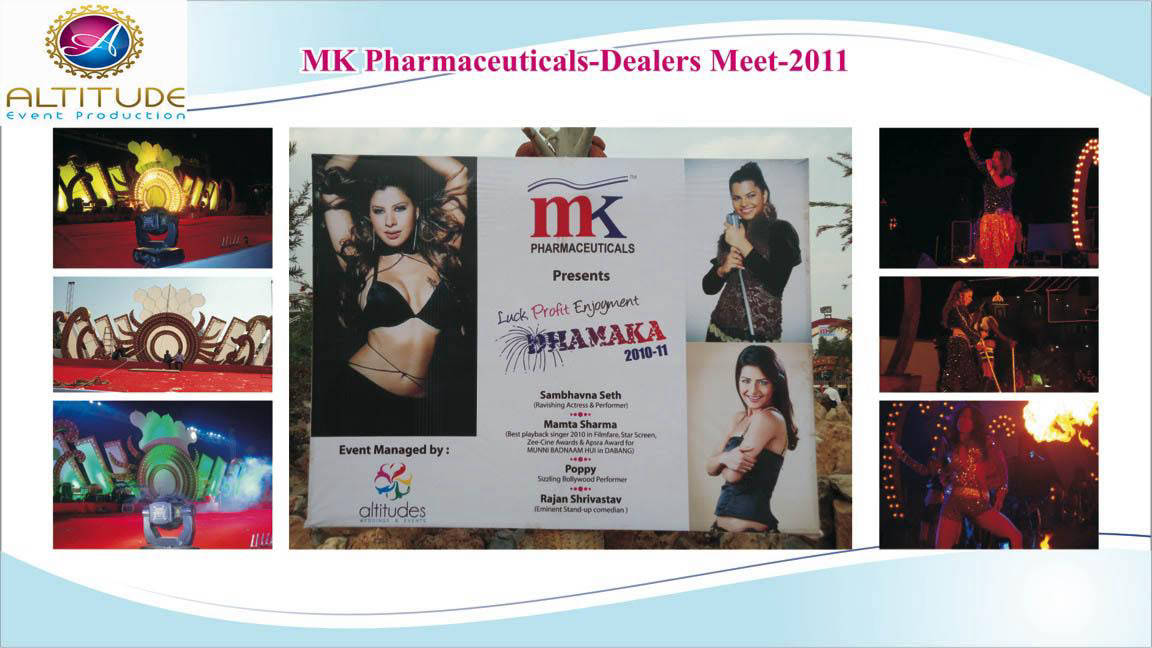 A
ALTITUDE
Event Production
MK Pharmaceuticals-Dealers Meet-2011
mk TM
PHARMACEUTICALS
Presents
Luck Profit Enjoyment
DHAMAKA
2010-11
Sambhavna Seth
(Ravishing Actress & Performer)
Mamta Sharma
(Best playback singer 2010 in Filmfare, Star Screen,
Zee-Cine Awards & Apsra Award for
MUNNI BADNAAM HUI in DABANG)
Poppy
Sizzling Bollywood Performer
Rajan Shrivastav
(Eminent Stand-up comedian )
Event Managed by :
altitudes
WEDDINGS & EVENTS